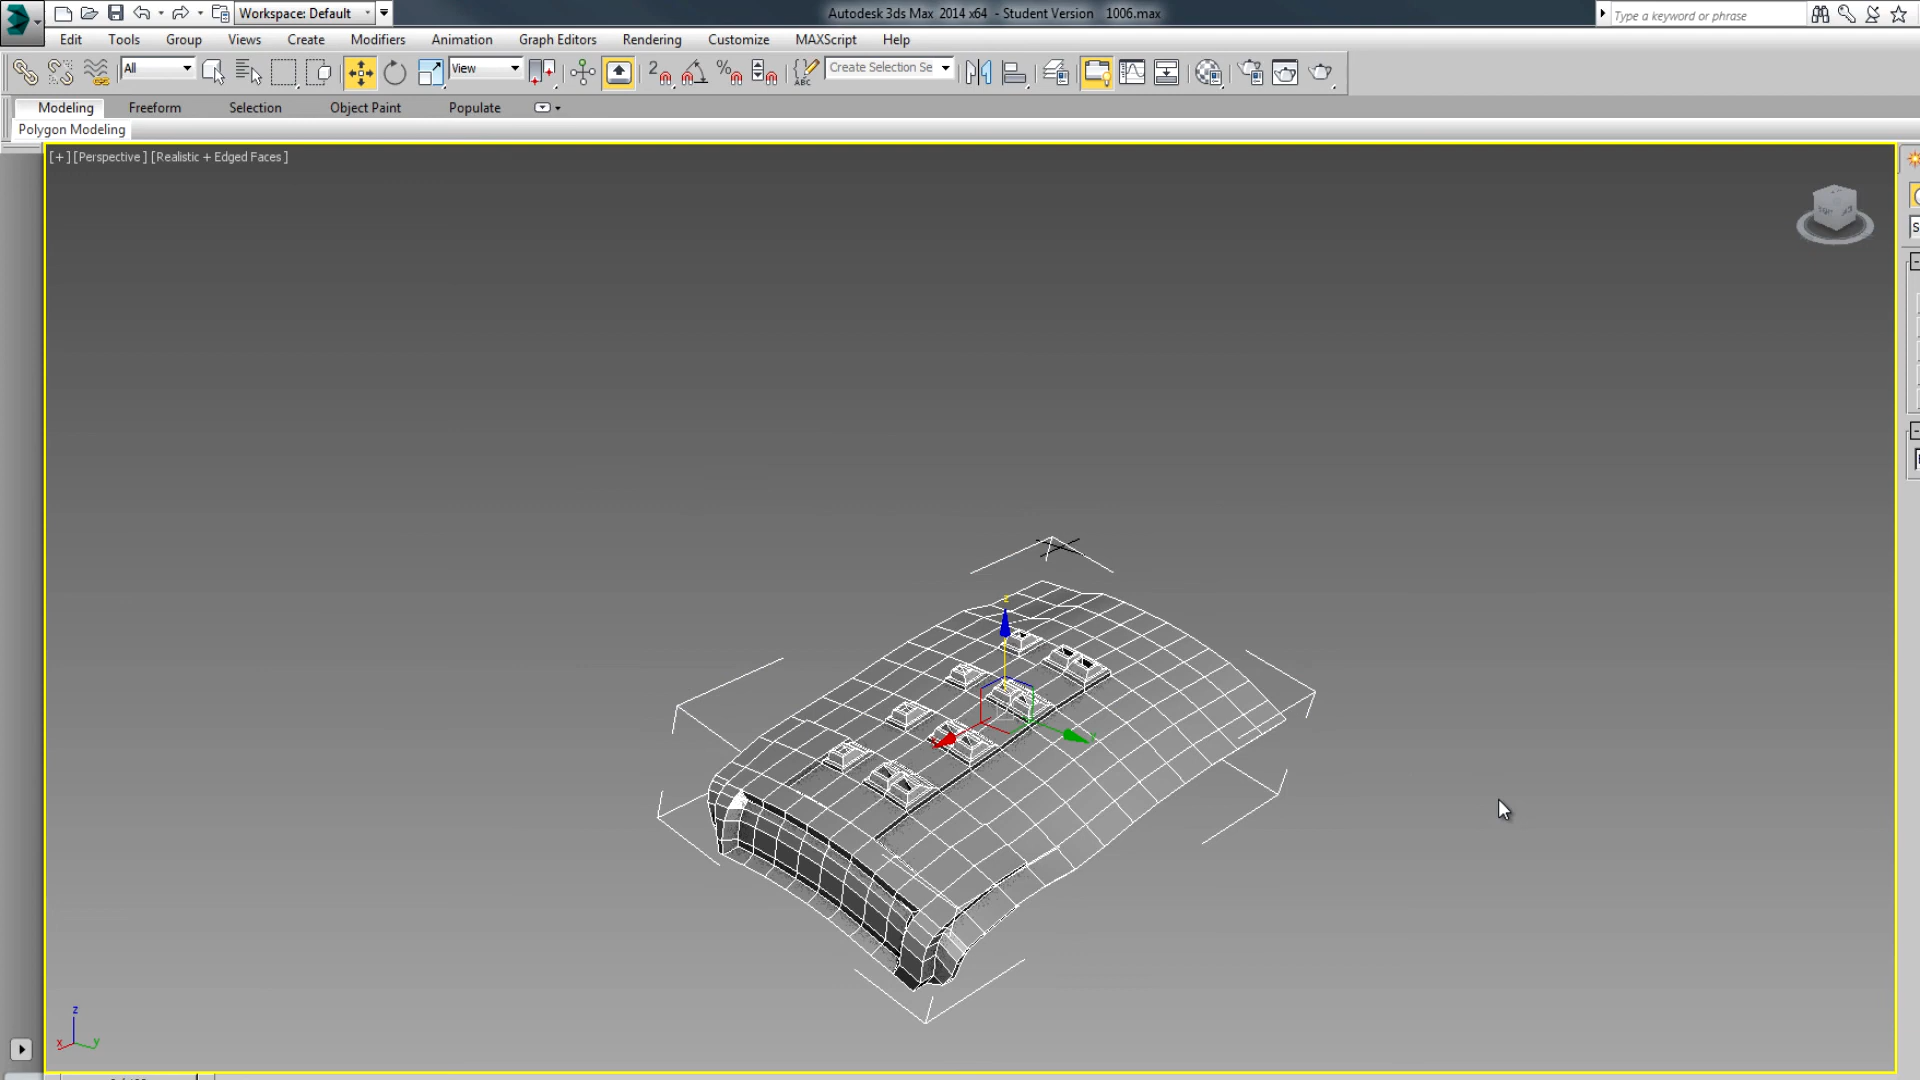 Workspace: Default
Autodesk 3ds Max 2014 x64 - Student Version 1006.max
Type a keyword or phrase
Edit Tools Group Views Create Modifiers Animation Graph Editors Rendering Customize MAXScript Help
All View 2 % ABC Create Selection Se
Modeling Freeform Selection Object Paint Populate
Polygon Modeling
[+] [Perspective] [Realistic + Edged Faces]
S
z
z
x y